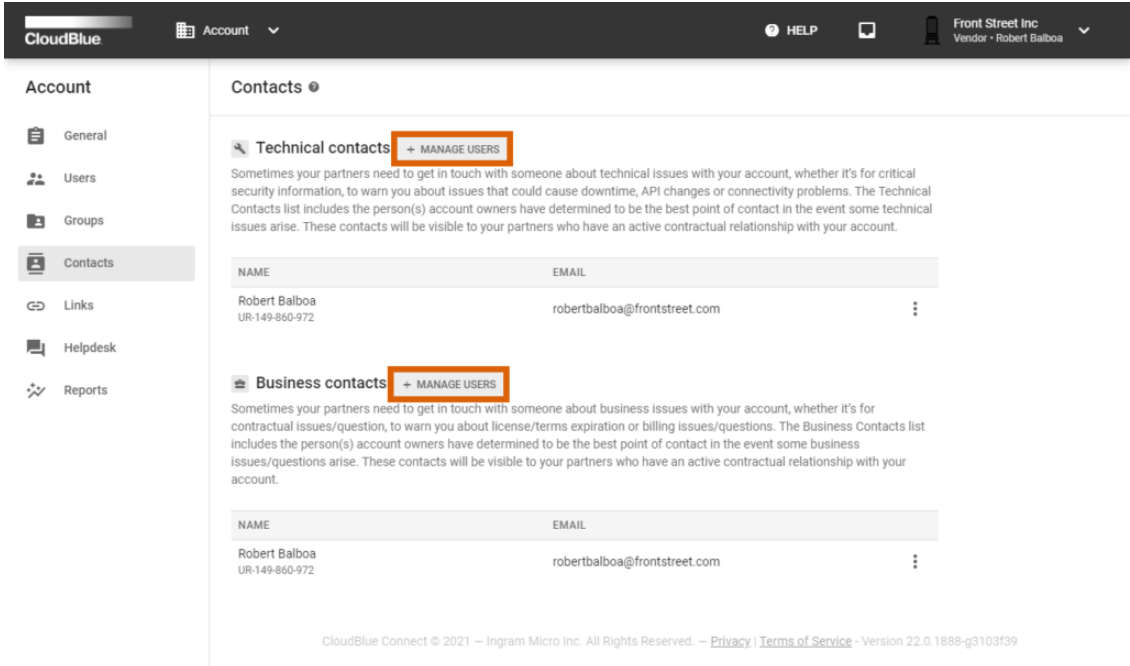 CloudBlue
Account
HELP
Front Street Inc
Vendor • Robert Balboa
Account
General
Users
Groups
Contacts
Links
Helpdesk
Reports
Contacts
Technical contacts
+ MANAGE USERS
Sometimes your partners need to get in touch with someone about technical issues with your account, whether it's for critical
security information, to warn you about issues that could cause downtime, API changes or connectivity problems. The Technical
Contacts list includes the person(s) account owners have determined to be the best point of contact in the event some technical
issues arise. These contacts will be visible to your partners who have an active contractual relationship with your account.
NAME EMAIL
Robert Balboa
UR-149-860-972
robertbalboa@frontstreet.com
Business contacts
+ MANAGE USERS
Sometimes your partners need to get in touch with someone about business issues with your account, whether it's for
contractual issues/question, to warn you about license/terms expiration or billing issues/questions. The Business Contacts list
includes the person(s) account owners have determined to be the best point of contact in the event some business
issues/questions arise. These contacts will be visible to your partners who have an active contractual relationship with your
account.
NAME EMAIL
Robert Balboa
UR-149-860-972
robertbalboa@frontstreet.com
CloudBlue Connect © 2021 — Ingram Micro Inc. All Rights Reserved. — Privacy | Terms of Service - Version 22.0.1888-g3103f39